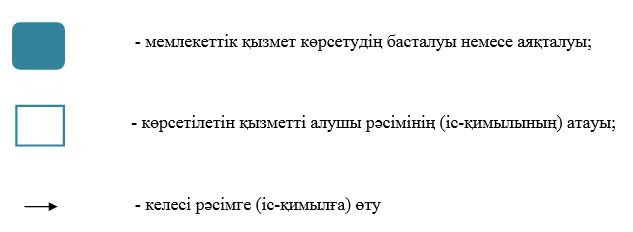 - мемлекеттік қызмет көрсетудің басталуы немесе аяқталуы;
- көрсетілетін қызметті алушы рәсімінің (іс-қимылының) атауы;
- келесі рәсімге (іс-қимылға) өту